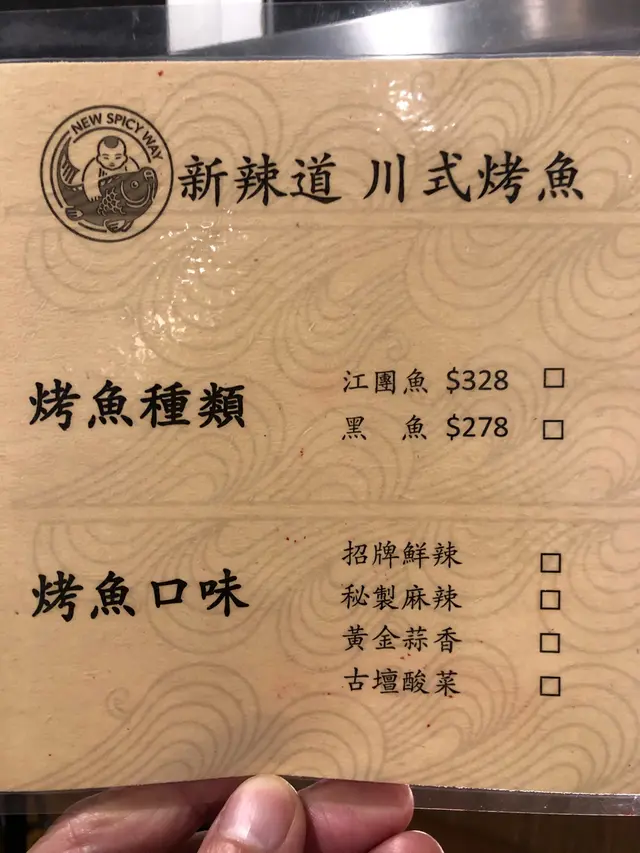 NEW SPICY WAY
新辣道 川式烤魚
烤魚種類
江團魚 $328 □
黑 魚 $278 □
烤魚口味
招牌鮮辣 □
秘製麻辣 □
黃金蒜香 □
古壇酸菜 □